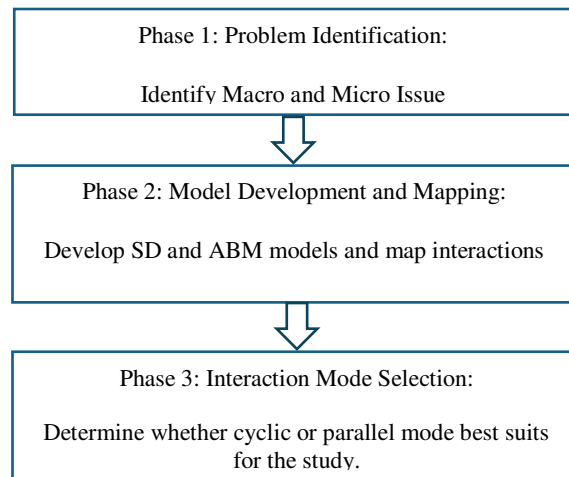 Phase 1: Problem Identification:
Identify Macro and Micro Issue
Phase 2: Model Development and Mapping:
Develop SD and ABM models and map interactions
Phase 3: Interaction Mode Selection:
Determine whether cyclic or parallel mode best suits
for the study.